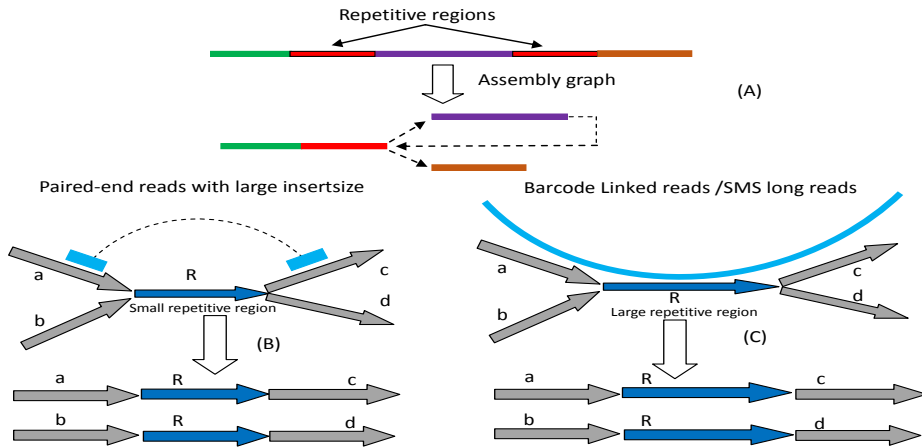 Repetitive regions
Assembly graph
(A)
Paired-end reads with large insertsize
a
R
c
b
d
Small repetitive region
(B)
a
R
c
b
R
d
Barcode Linked reads /SMS long reads
a
c
R
b
d
Large repetitive region
(C)
a
R
c
b
R
d